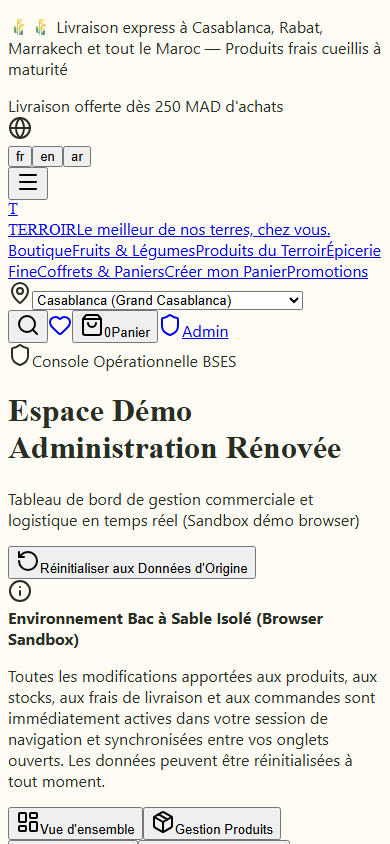 Livraison express à Casablanca, Rabat,
Marrakech et tout le Maroc — Produits frais cueillis à
maturité
Livraison offerte dès 250 MAD d'achats
fr en ar
T
TERROIRLe meilleur de nos terres, chez vous.
BoutiqueFruits & LégumesProduits du TerroirÉpicerie
FineCoffrets & PaniersCréer mon PanierPromotions
Casablanca (Grand Casablanca)
0Panier Admin
Console Opérationnelle BSES
Espace Démo
Administration Rénovée
Tableau de bord de gestion commerciale et
logistique en temps réel (Sandbox démo browser)
Réinitialiser aux Données d'Origine
Environnement Bac à Sable Isolé (Browser
Sandbox)
Toutes les modifications apportées aux produits, aux
stocks, aux frais de livraison et aux commandes sont
immédiatement actives dans votre session de
navigation et synchronisées entre vos onglets
ouverts. Les données peuvent être réinitialisées à
tout moment.
Vue d'ensemble Gestion Produits